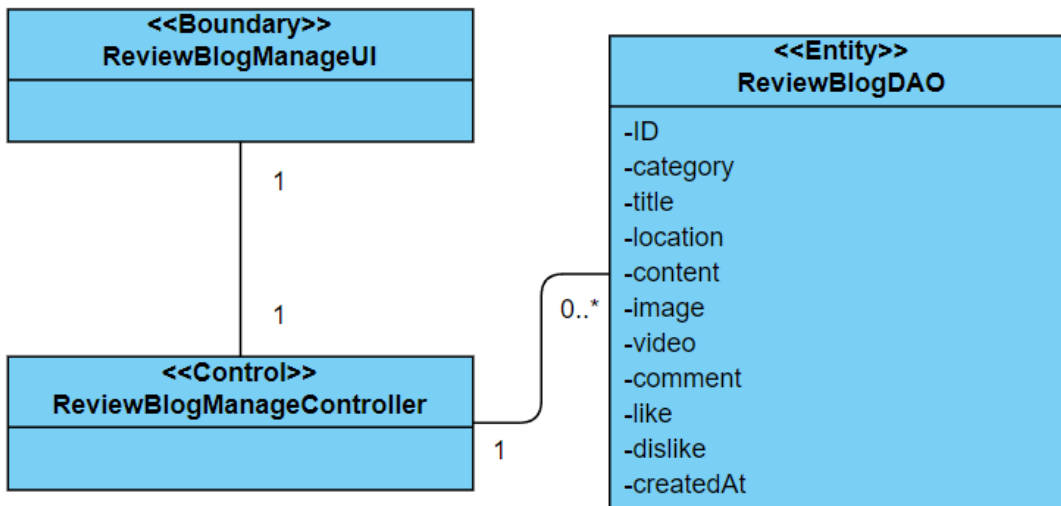 <<Boundary>>
ReviewBlogManageUI
1
1
<<Control>>
ReviewBlogManageController
1
0..*
<<Entity>>
ReviewBlogDAO
-ID
-category
-title
-location
-content
-image
-video
-comment
-like
-dislike
-createdAt